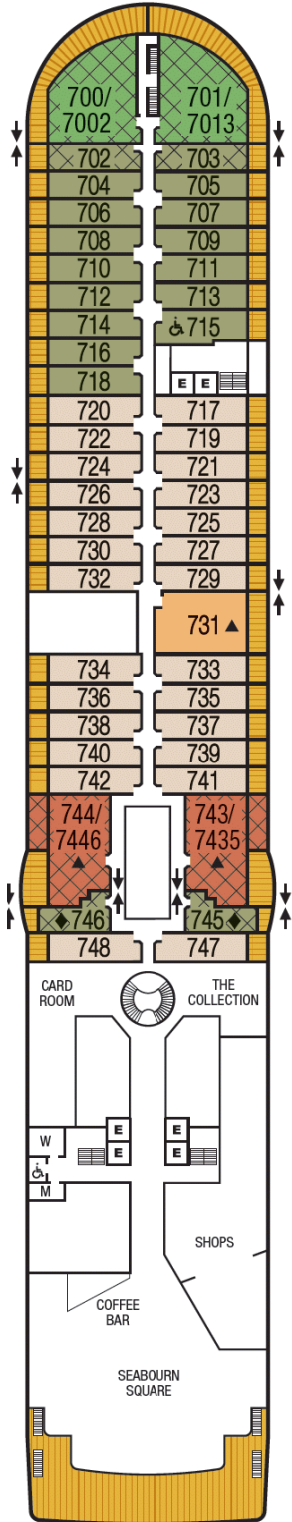 700/ 701/
7002 7013
702 703
704 705
706 707
708 709
710 711
712 713
714 715
716
718 E E
720 717
722 719
724 721
726 723
728 725
730 727
732 729
731
734 733
736 735
738 737
740 739
742 741
744/ 743/
7446 7435
746 745
748 747
CARD THE
ROOM COLLECTION
E E
W E E
M
SHOPS
COFFEE
BAR
SEABOURN
SQUARE